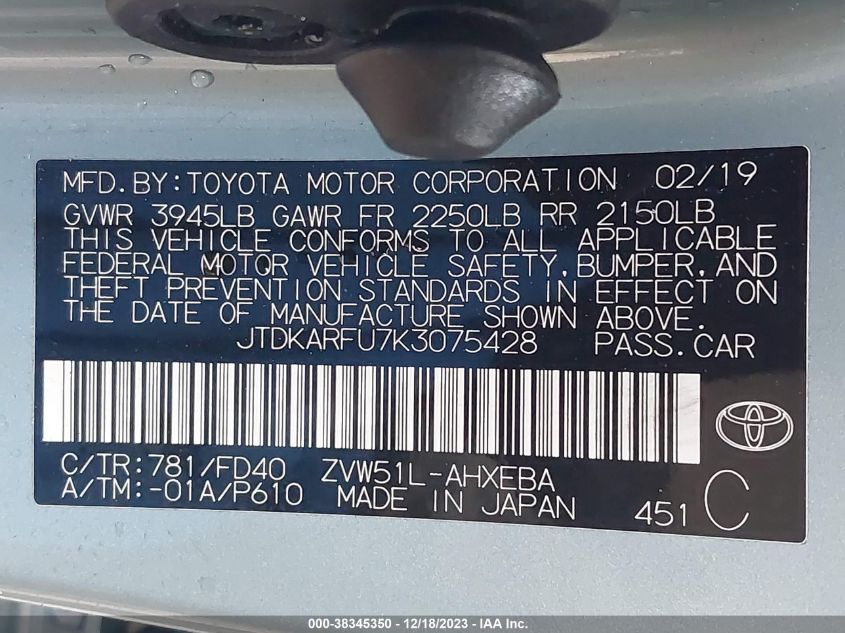 MFD.BY:TOYOTA MOTOR CORPORATION 02/19
GVWR 3945LB GAWR FR 2250LB RR 2150LB
THIS VEHICLE CONFORMS TO ALL APPLICABLE
FEDERAL MOTOR VEHICLE SAFETY,BUMPER,AND
THEFT PREVENTION STANDARDS IN EFFECT ON
THE DATE OF MANUFACTURE SHOWN ABOVE.
JTDKARFU7K3075428 PASS.CAR
C/TR:781/FD40 ZVW51L-AHXEBA
A/TM:-01A/P610 MADE IN JAPAN 451 C
000-38345350 - 12/18/2023 - IAA Inc.